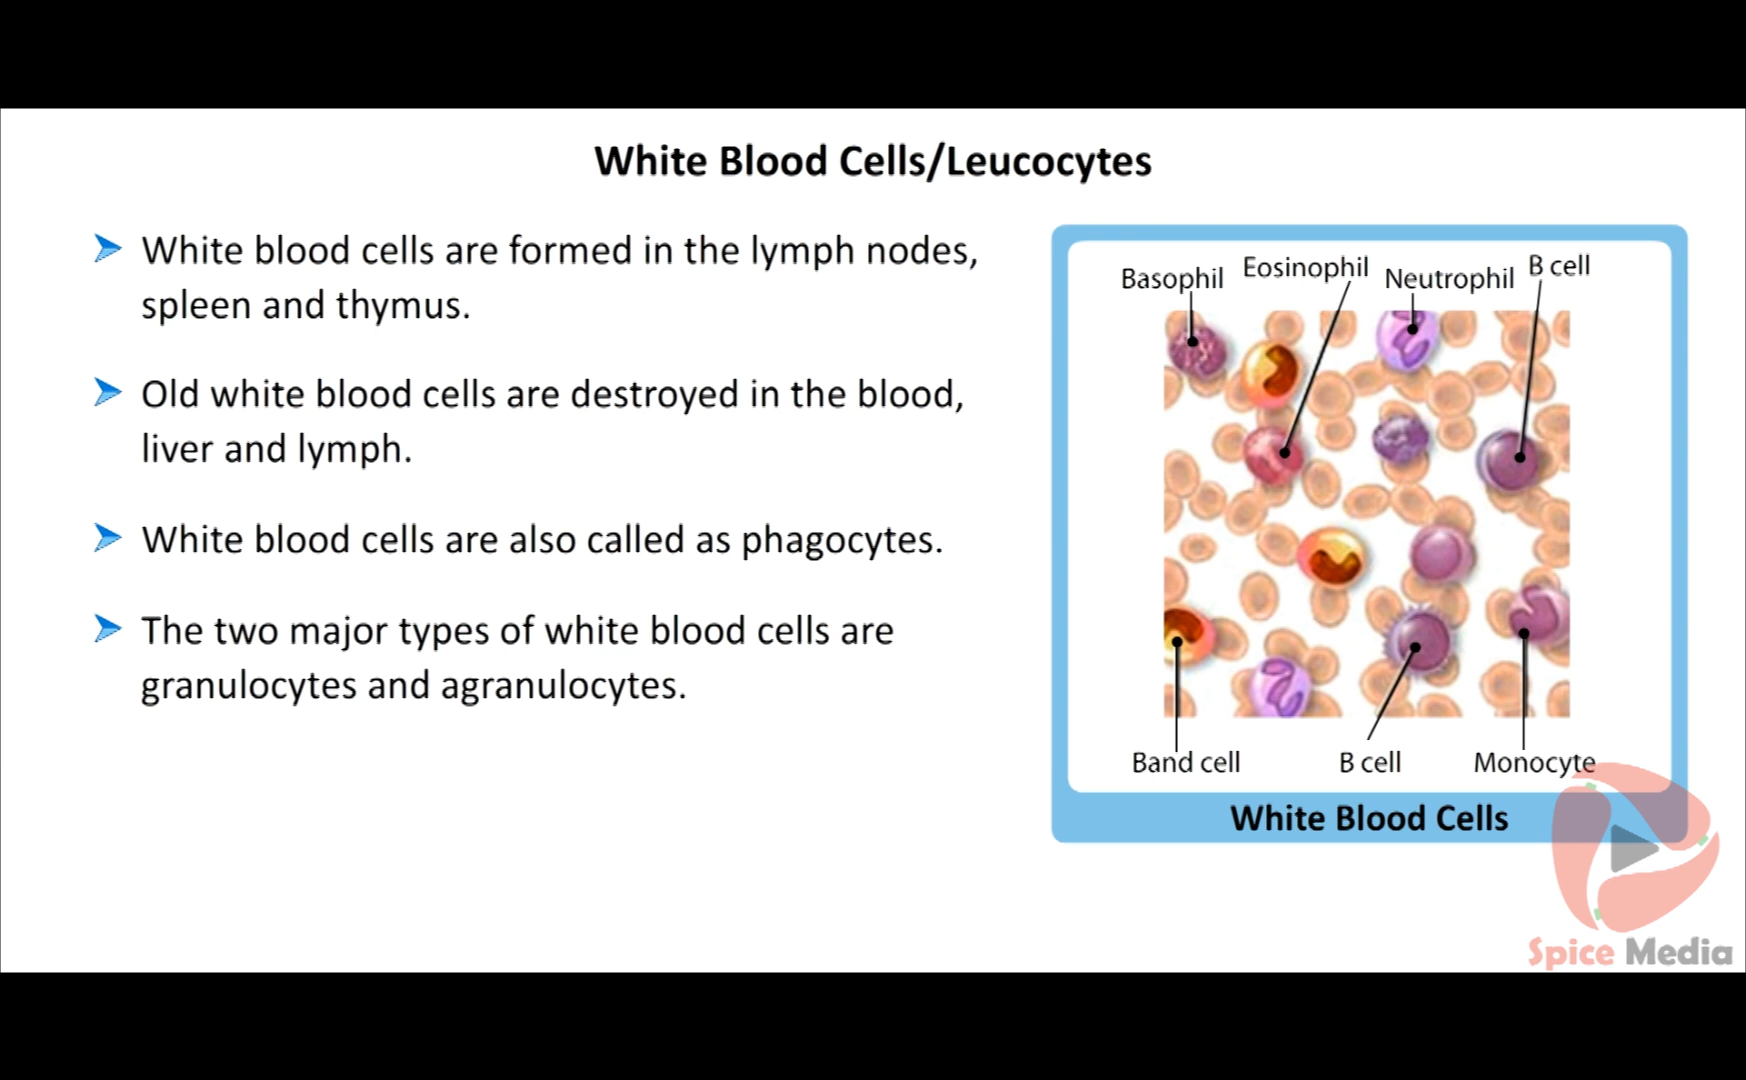 White Blood Cells/Leucocytes
White blood cells are formed in the lymph nodes,
spleen and thymus.
Old white blood cells are destroyed in the blood,
liver and lymph.
White blood cells are also called as phagocytes.
The two major types of white blood cells are
granulocytes and agranulocytes.
Basophil Eosinophil Neutrophil B cell
Band cell B cell Monocyte
White Blood Cells
Spice Media